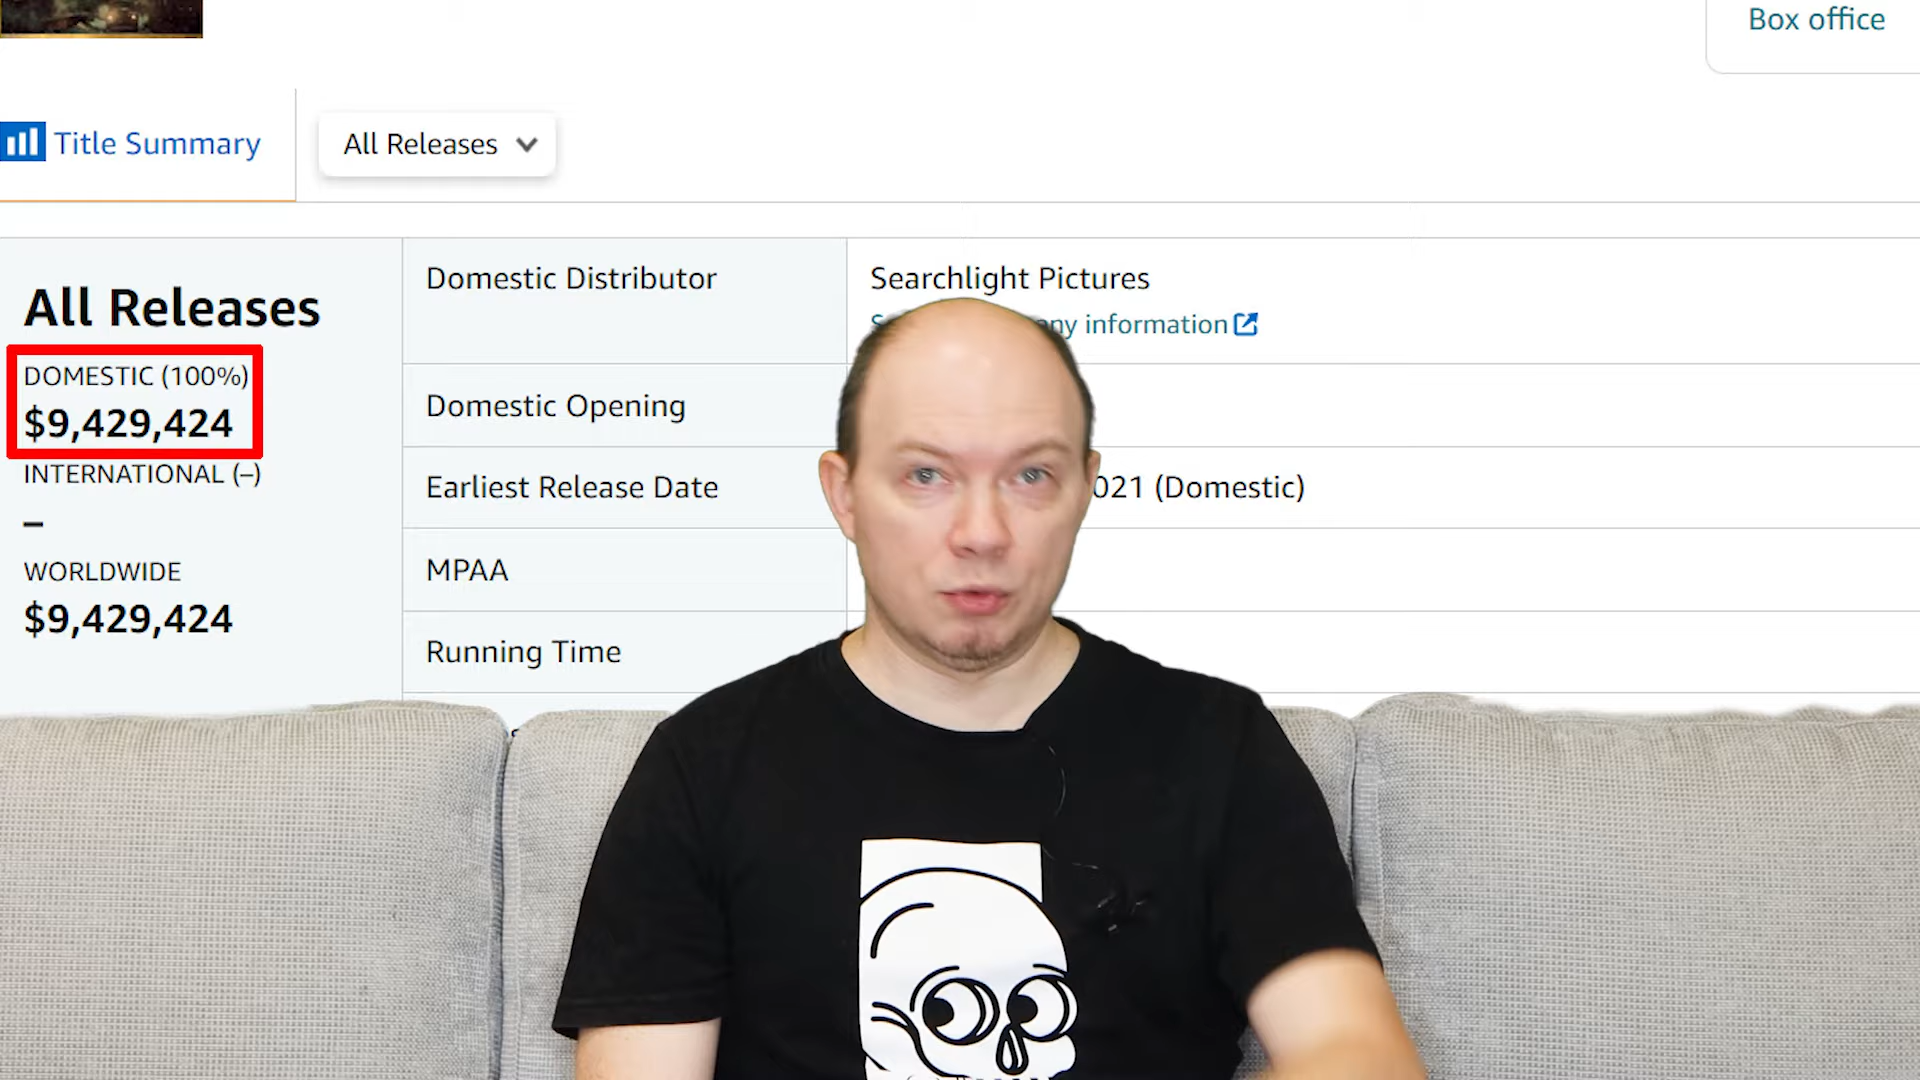 Box office
Title Summary
All Releases
All Releases
DOMESTIC (100%)
$9,429,424
INTERNATIONAL (–)
–
WORLDWIDE
$9,429,424
Domestic Distributor
Searchlight Pictures
information
Domestic Opening
Earliest Release Date
(Domestic)
MPAA
Running Time